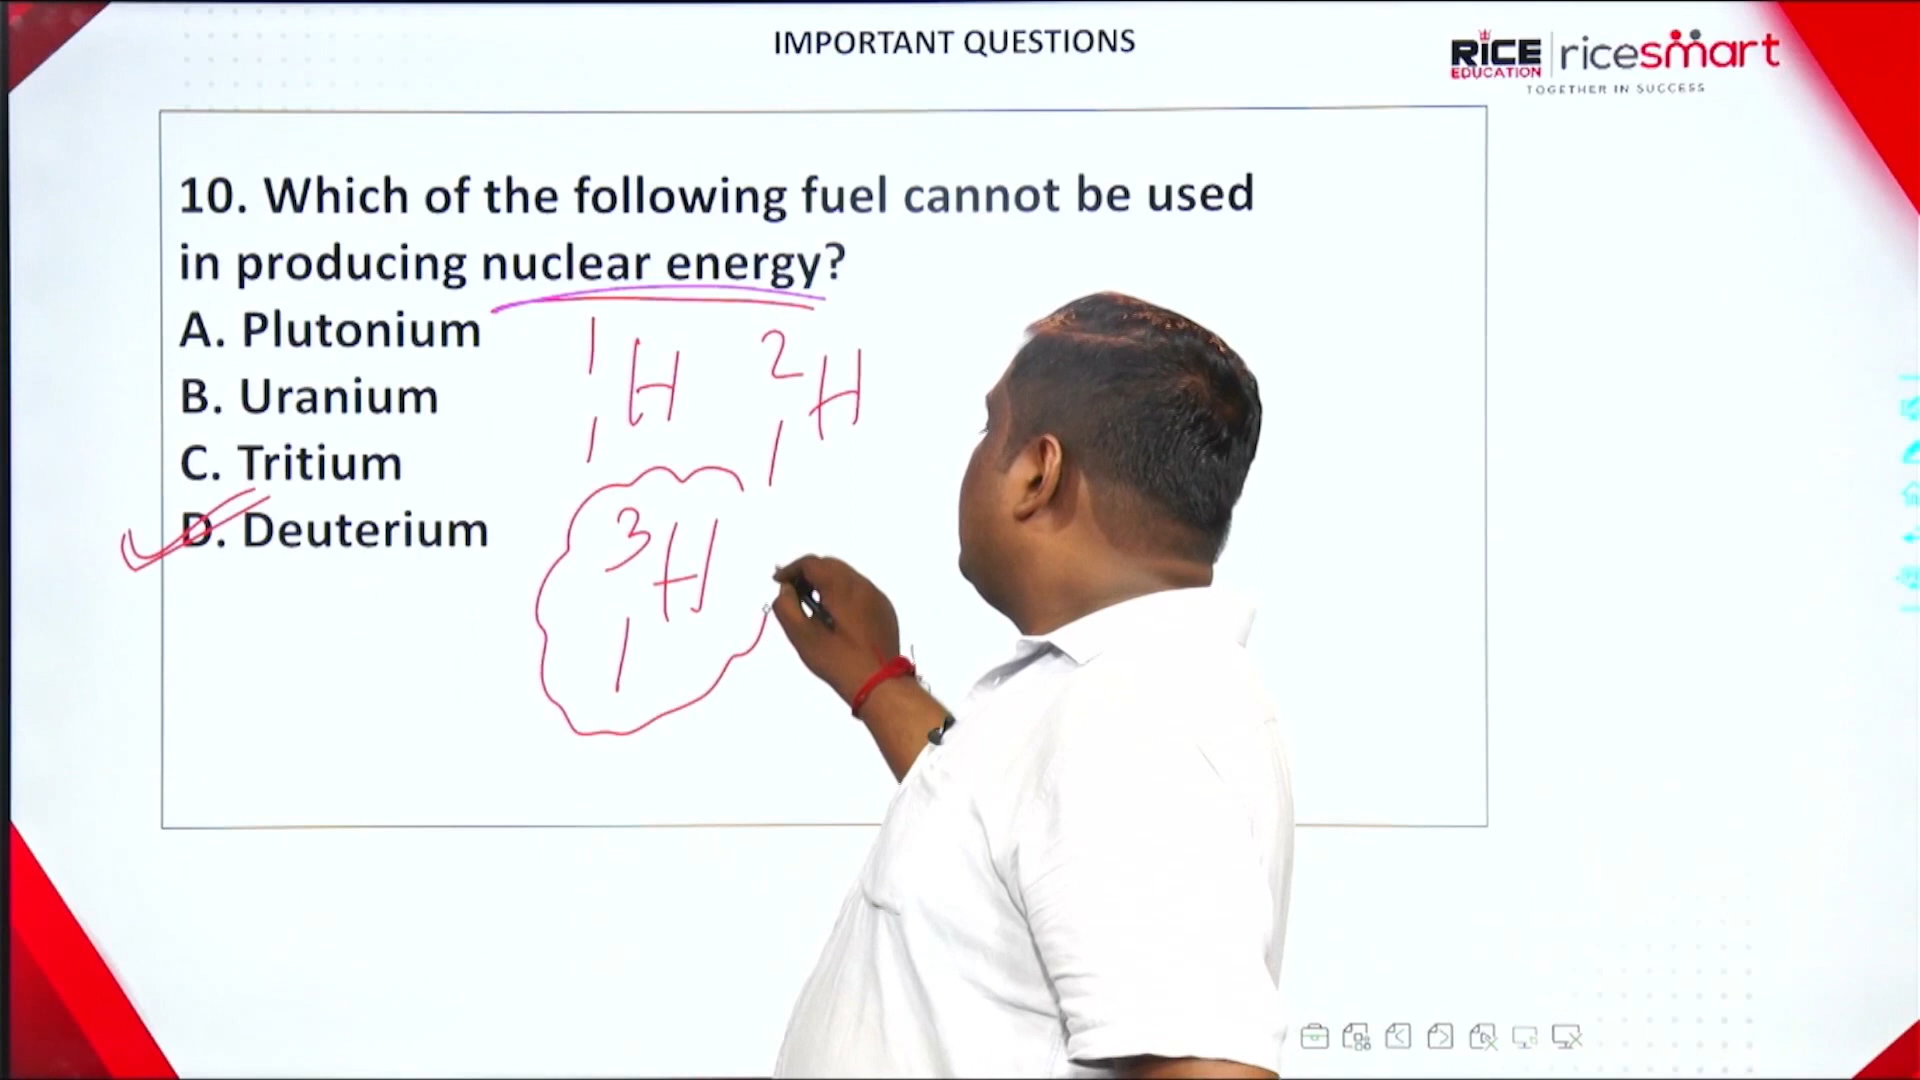 IMPORTANT QUESTIONS
RICE
EDUCATION
ricesmart
TOGETHER IN SUCCESS
10. Which of the following fuel cannot be used
in producing nuclear energy?
A. Plutonium
B. Uranium
C. Tritium
D. Deuterium
1
H
1
2
H
1
3
H
1